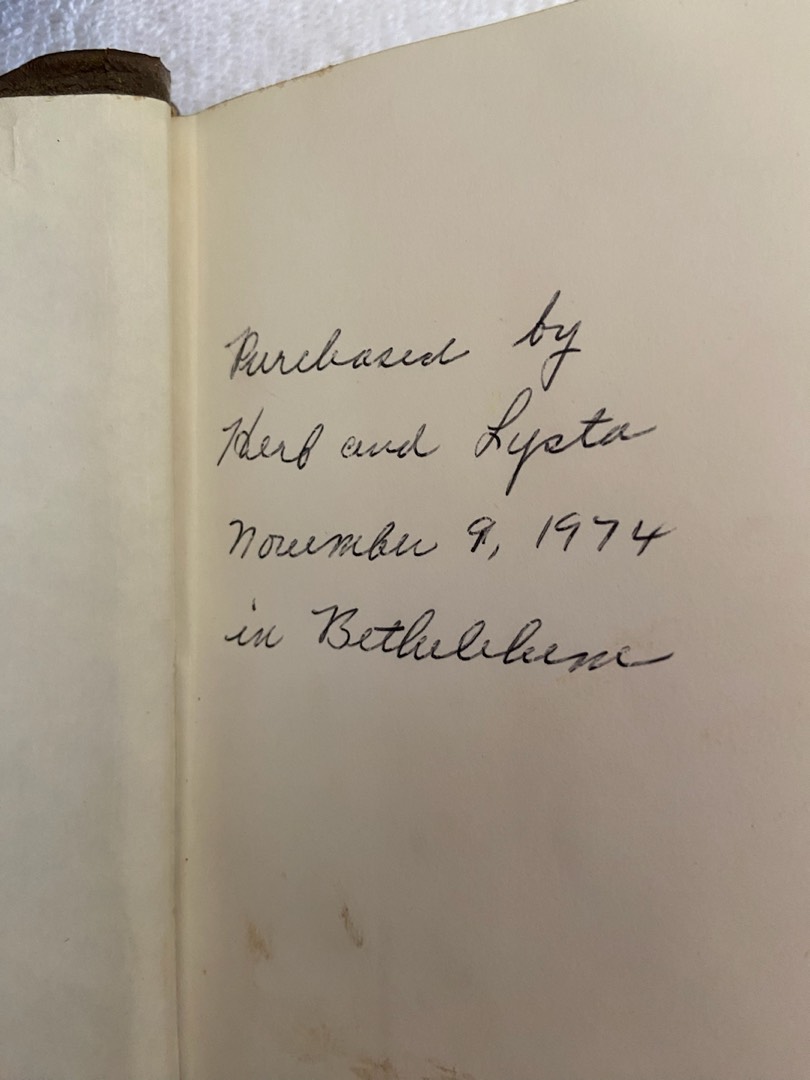 Purchased by
Herb and Lysta
November 9, 1974
in Bethlehem